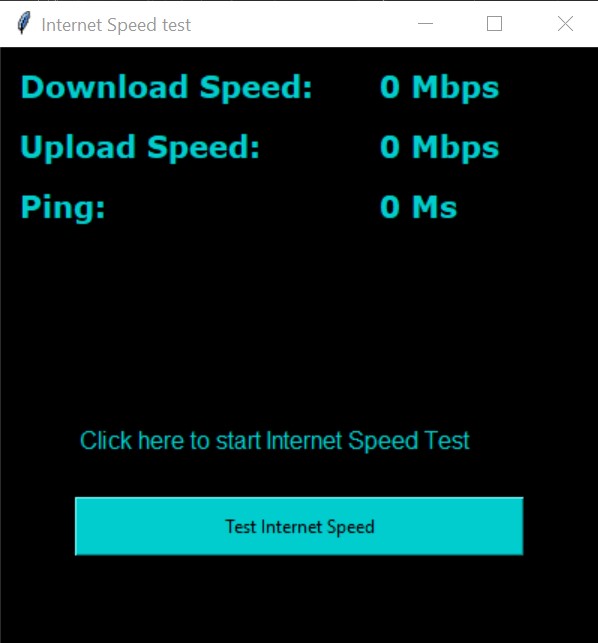 Internet Speed test
Download Speed: 0 Mbps
Upload Speed: 0 Mbps
Ping: 0 Ms
Click here to start Internet Speed Test
Test Internet Speed